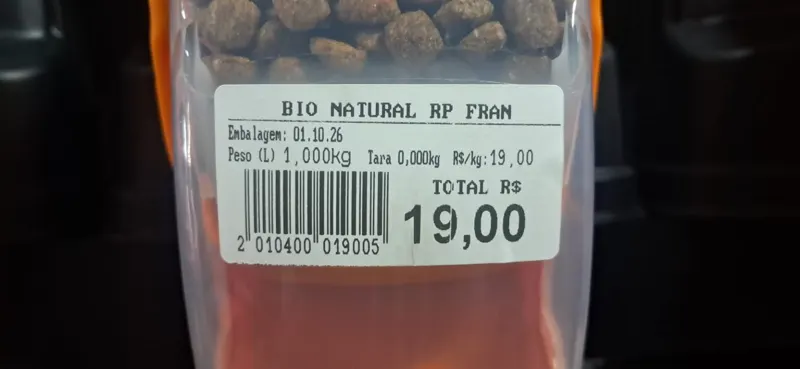 BIO NATURAL RP FRAN
Embalagem: 01.10.26
Peso (L) 1,000kg Tara 0,000kg R$/kg: 19,00
TOTAL R$
19,00
2 010400 019005